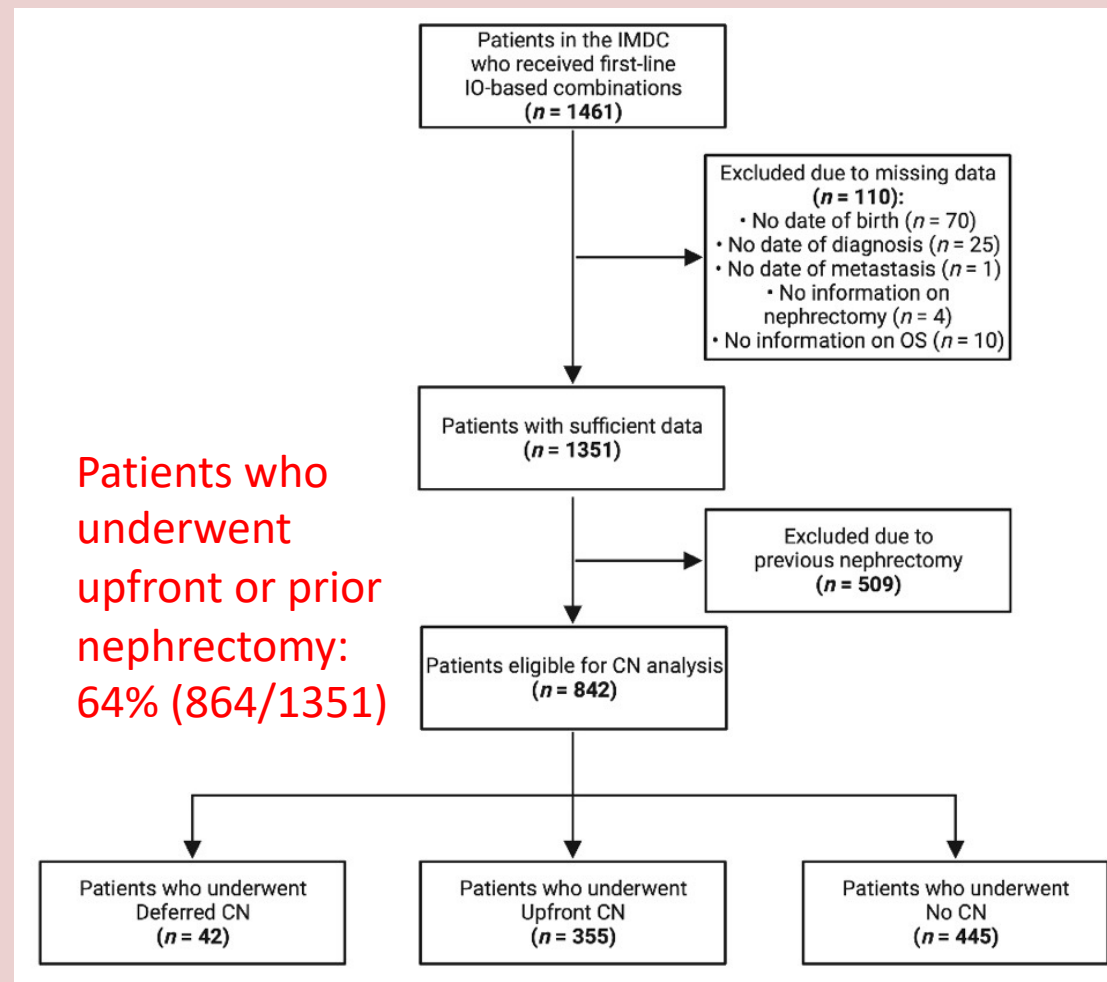 Patients in the IMDC
who received first-line
IO-based combinations
(n = 1461)
Excluded due to missing data
(n = 110):
• No date of birth (n = 70)
• No date of diagnosis (n = 25)
• No date of metastasis (n = 1)
• No information on
nephrectomy (n = 4)
• No information on OS (n = 10)
Patients with sufficient data
(n = 1351)
Patients who
underwent
upfront or prior
nephrectomy:
64% (864/1351)
Excluded due to
previous nephrectomy
(n = 509)
Patients eligible for CN analysis
(n = 842)
Patients who underwent
Deferred CN
(n = 42)
Patients who underwent
Upfront CN
(n = 355)
Patients who underwent
No CN
(n = 445)